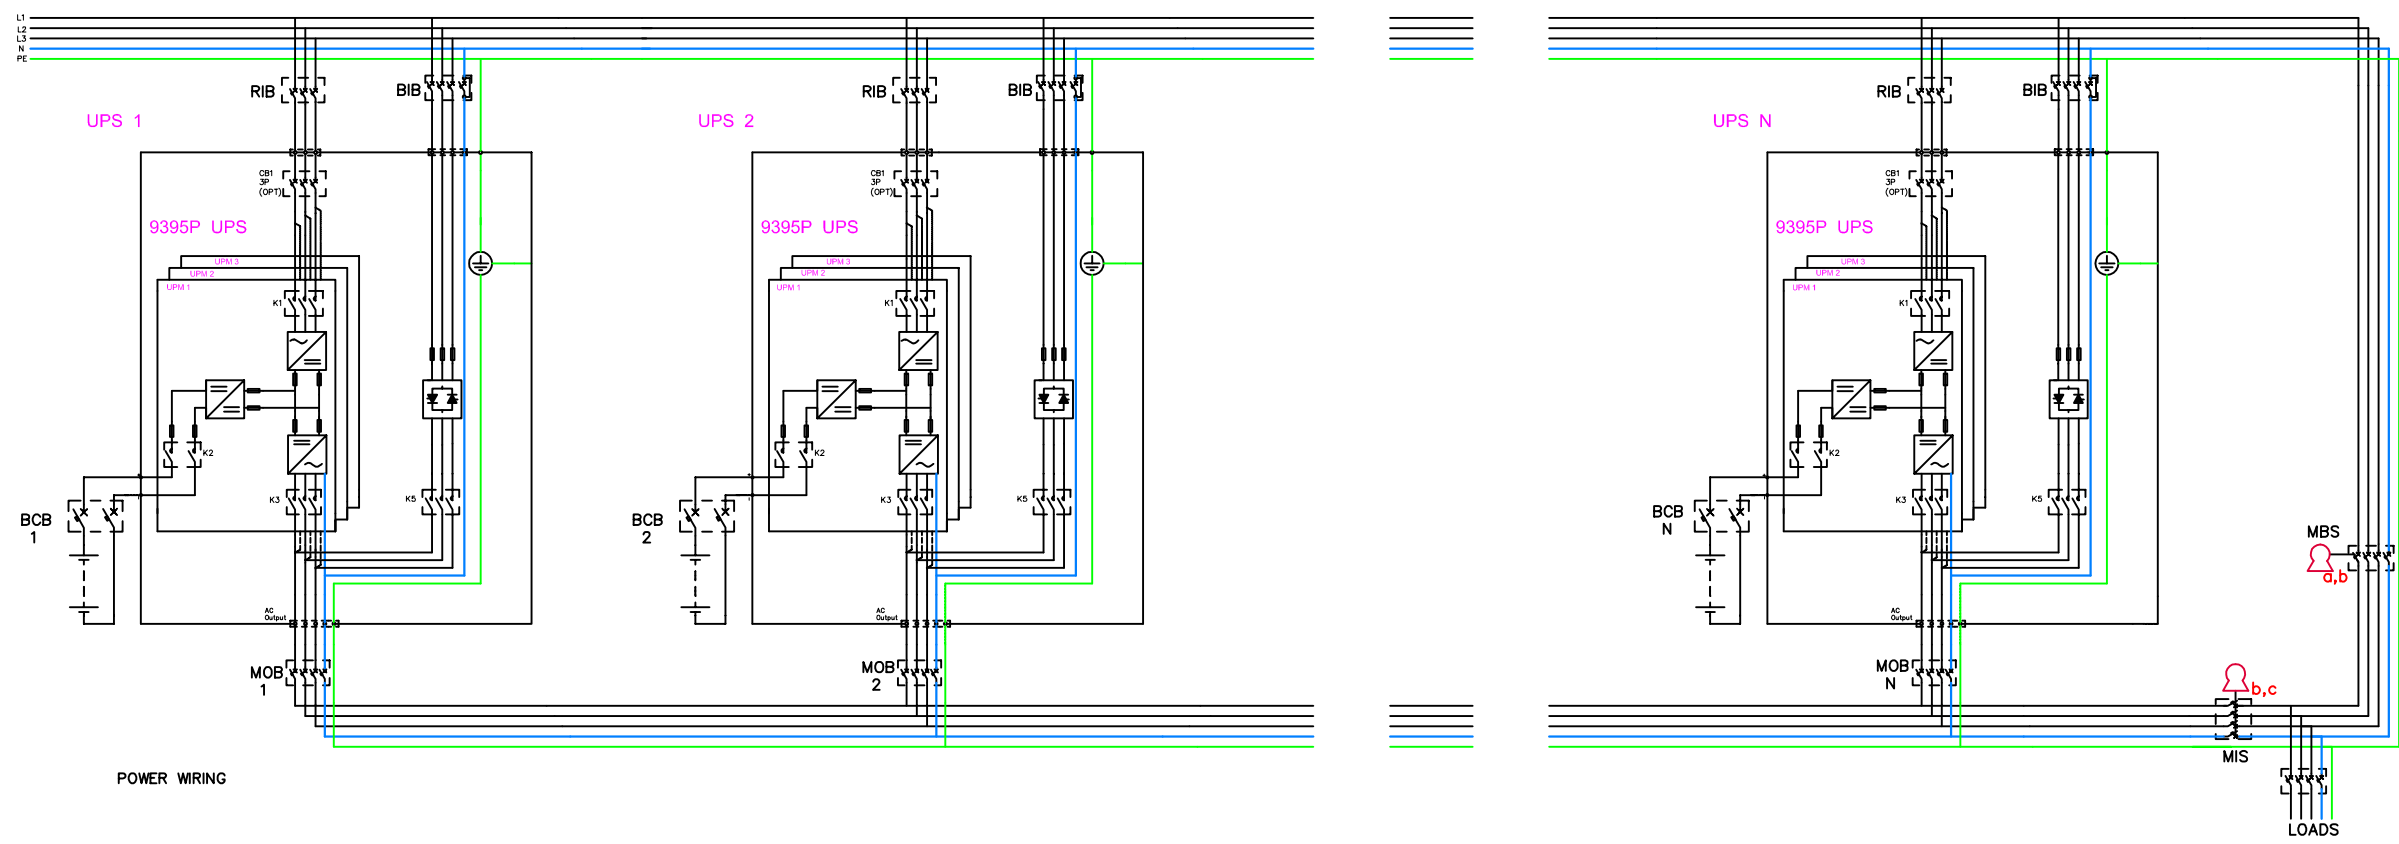 L1
L2
L3
N
PE
RIB
BIB
RIB
BIB
RIB
BIB
UPS 1
UPS 2
UPS N
CB1
3P
(OPT)
CB1
3P
(OPT)
CB1
3P
(OPT)
9395P UPS
9395P UPS
9395P UPS
UPM 3
UPM 2
UPM 1
UPM 3
UPM 2
UPM 1
UPM 3
UPM 2
UPM 1
K1
K1
K1
K2
K2
K2
K3
K5
K3
K5
K3
K5
BCB
1
BCB
2
BCB
N
MBS
a,b
AC
Output
AC
Output
AC
Output
MOB
1
MOB
2
MOB
N
b,c
MIS
POWER WIRING
LOADS